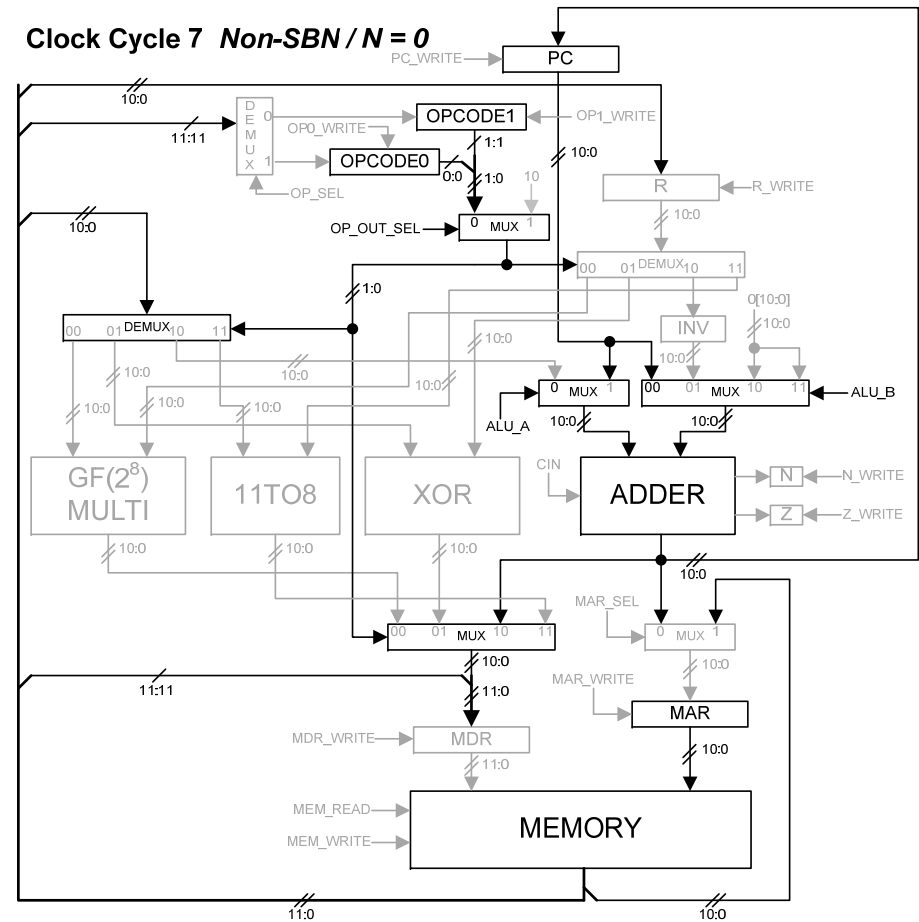 Clock Cycle 7 Non-SBN / N = 0
PC_WRITE
PC
10:0
DEMUX
0
1
OPCODE1
OP1_WRITE
OP0_WRITE
11:11
1:1
OPCODE0
0:0
1:0
10:0
10
OP_SEL
R
R_WRITE
10:0
10:0
OP_OUT_SEL
0 MUX 1
00 01 DEMUX 10 11
1:0
0[10:0]
00 01 DEMUX 10 11
INV
10:0
10:0
10:0
10:0
10:0
0 MUX 1
00 01 MUX 10 11
ALU_B
10:0
10:0
10:0
10:0
ALU_A
10:0
10:0
GF(2⁸)
MULTI
11TO8
XOR
CIN
ADDER
N
N_WRITE
Z
Z_WRITE
10:0
10:0
10:0
10:0
MAR_SEL
00 01 MUX 10 11
0 MUX 1
10:0
10:0
11:11
11:0
MAR_WRITE
MAR
MDR_WRITE
MDR
10:0
11:0
MEM_READ
MEM_WRITE
MEMORY
11:0
10:0